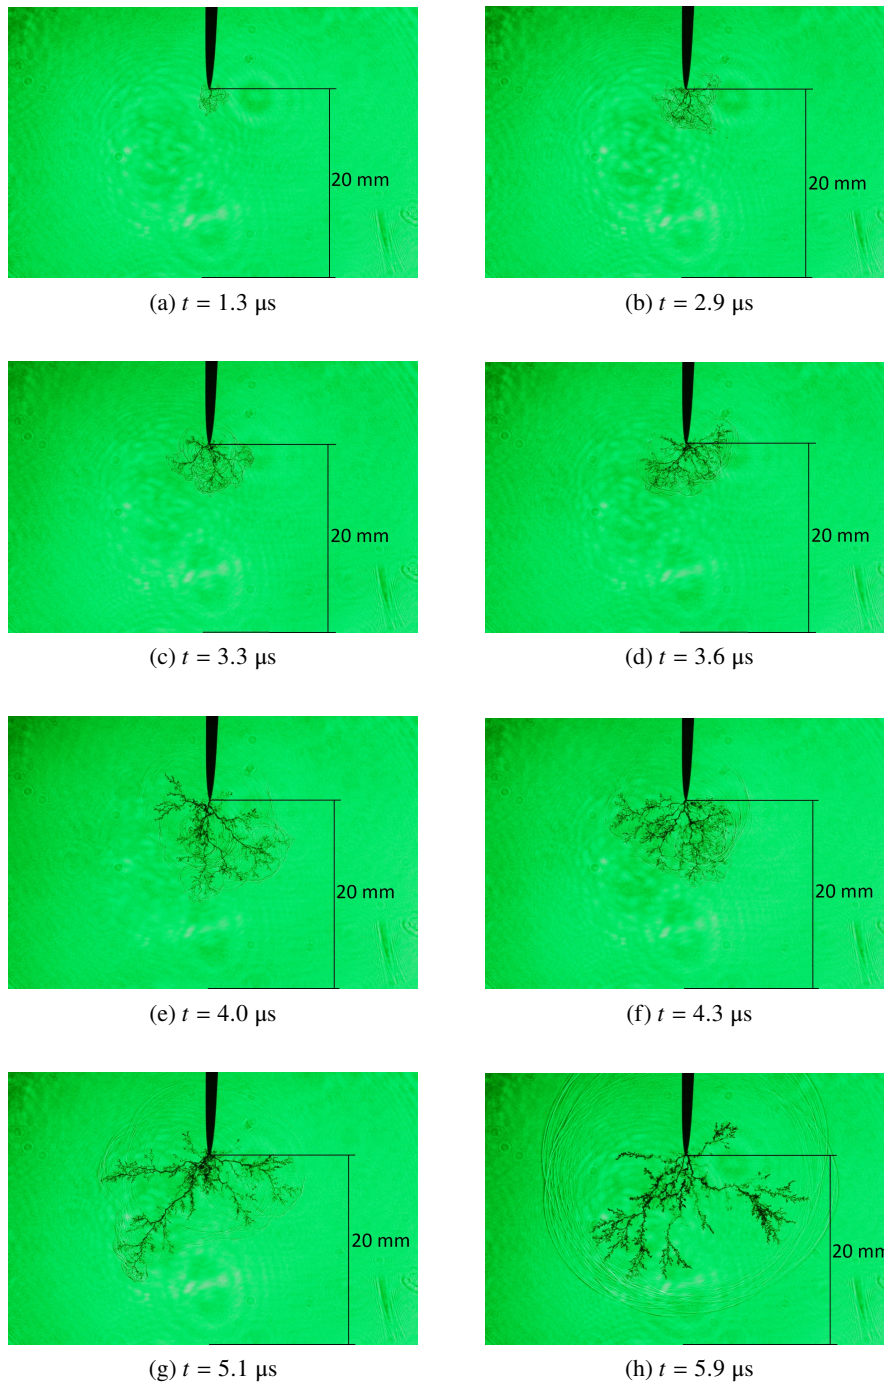 20 mm
20 mm
(a) t = 1.3 μs
(b) t = 2.9 μs
20 mm
20 mm
(c) t = 3.3 μs
(d) t = 3.6 μs
20 mm
20 mm
(e) t = 4.0 μs
(f) t = 4.3 μs
20 mm
20 mm
(g) t = 5.1 μs
(h) t = 5.9 μs